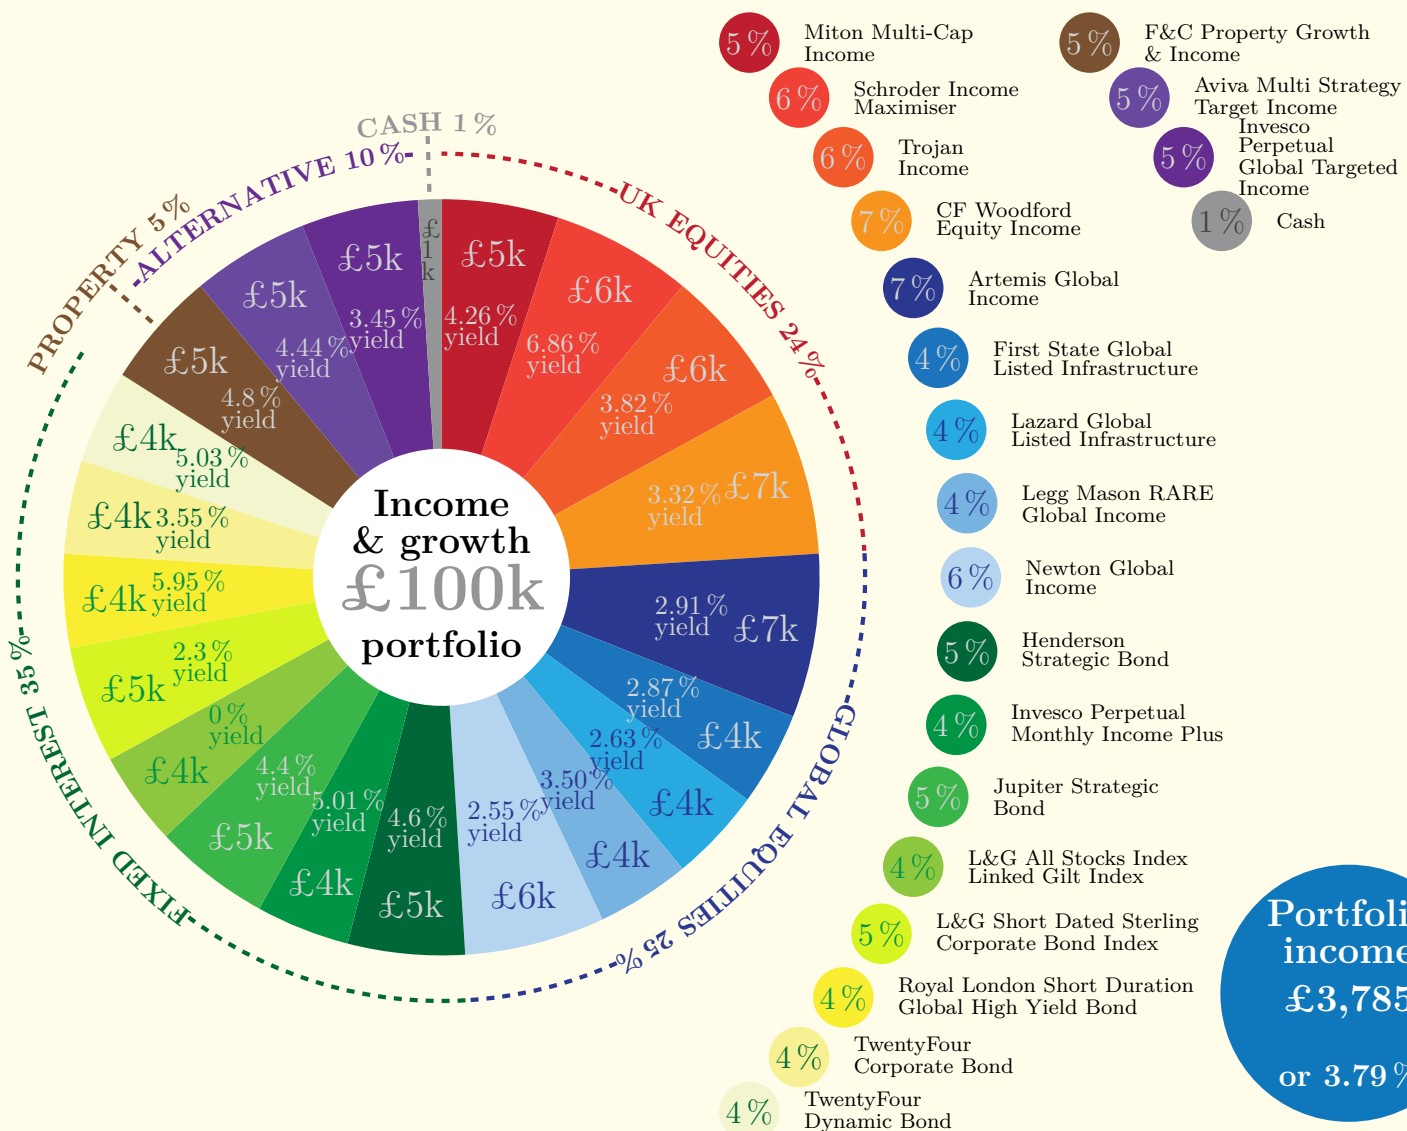 CASH 1 %
ALTERNATIVE 10 %
PROPERTY 5 %
UK EQUITIES 24 %
GLOBAL EQUITIES 25 %
FIXED INTEREST 35 %
£5k
4.26 %
yield
£6k
6.86 %
yield
£6k
3.82 %
yield
£7k
3.32 %
yield
£7k
2.91 %
yield
£4k
2.87 %
yield
£4k
2.63 %
yield
£4k
3.50 %
yield
£6k
2.55 %
yield
£5k
4.6 %
yield
£4k
5.01 %
yield
£5k
4.4 %
yield
£4k
0 %
yield
£5k
2.3 %
yield
£4k
5.95 %
yield
£4k
3.55 %
yield
£4k
5.03 %
yield
£5k
4.8 %
yield
£5k
4.44 %
yield
£5k
3.45 %
yield
£
1
k
Income
& growth
£100k
portfolio
5 %
Miton Multi-Cap
Income
6 %
Schroder Income
Maximiser
6 %
Trojan
Income
7 %
CF Woodford
Equity Income
7 %
Artemis Global
Income
4 %
First State Global
Listed Infrastructure
4 %
Lazard Global
Listed Infrastructure
4 %
Legg Mason RARE
Global Income
6 %
Newton Global
Income
5 %
Henderson
Strategic Bond
4 %
Invesco Perpetual
Monthly Income Plus
5 %
Jupiter Strategic
Bond
4 %
L&G All Stocks Index
Linked Gilt Index
5 %
L&G Short Dated Sterling
Corporate Bond Index
4 %
Royal London Short Duration
Global High Yield Bond
4 %
TwentyFour
Corporate Bond
4 %
TwentyFour
Dynamic Bond
5 %
F&C Property Growth
& Income
5 %
Aviva Multi Strategy
Target Income
5 %
Invesco
Perpetual
Global Targeted
Income
1 %
Cash
Portfoli
income
£3,785
or 3.79 %